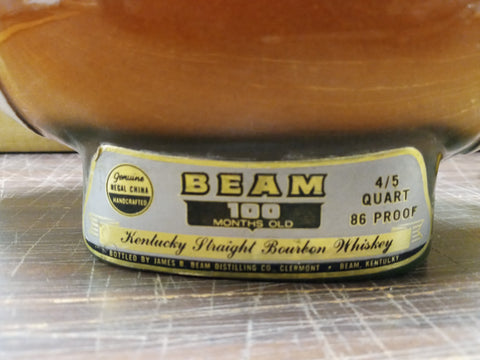 Genuine
REGAL CHINA
HANDCRAFTED
BEAM
100
MONTHS OLD
4/5
QUART
86 PROOF
Kentucky Straight Bourbon Whiskey
BOTTLED BY JAMES B. BEAM DISTILLING CO., CLERMONT • BEAM, KENTUCKY